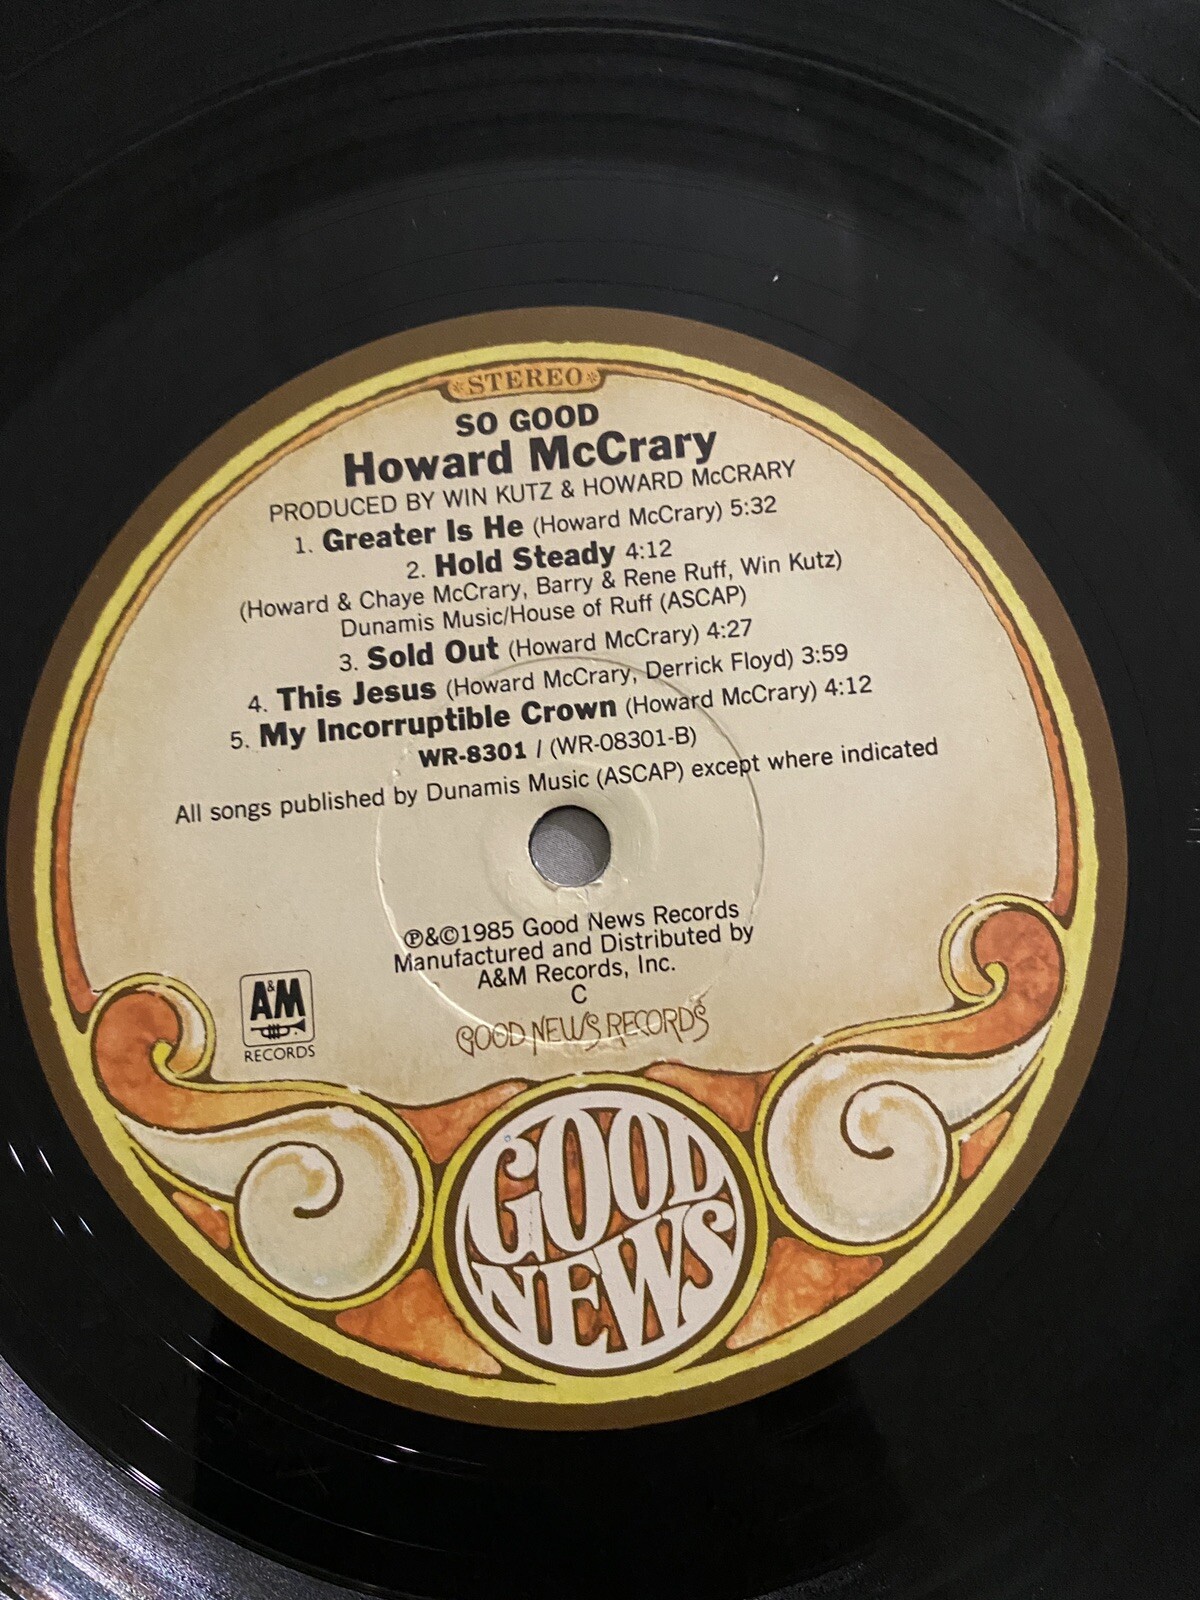 *STEREO*
SO GOOD
Howard McCrary
PRODUCED BY WIN KUTZ & HOWARD McCRARY
1. Greater Is He (Howard McCrary) 5:32
2. Hold Steady 4:12
(Howard & Chaye McCrary, Barry & Rene Ruff, Win Kutz)
Dunamis Music/House of Ruff (ASCAP)
3. Sold Out (Howard McCrary) 4:27
4. This Jesus (Howard McCrary, Derrick Floyd) 3:59
5. My Incorruptible Crown (Howard McCrary) 4:12
WR-8301 / (WR-08301-B)
All songs published by Dunamis Music (ASCAP) except where indicated
℗&©1985 Good News Records
Manufactured and Distributed by
A&M Records, Inc.
C
A&M
RECORDS
GOOD NEWS RECORDS
GOOD
NEWS